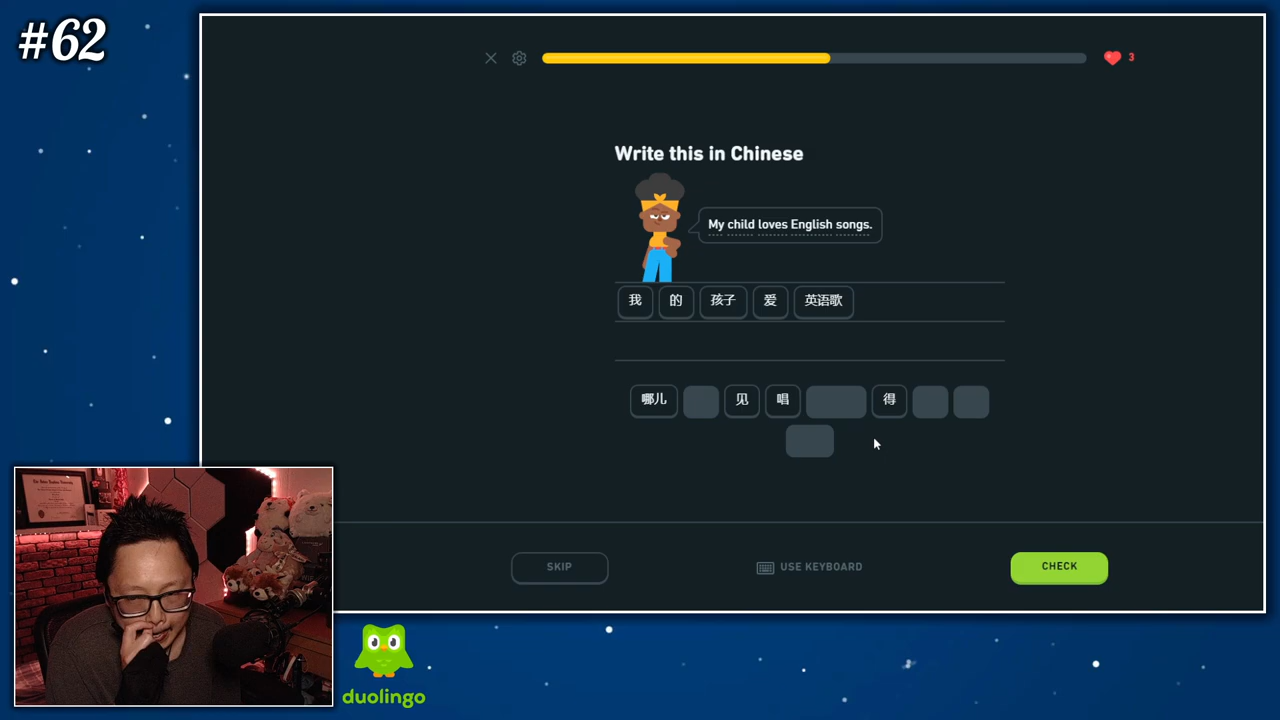 #62
3
Write this in Chinese
My child loves English songs.
我 的 孩子 爱 英语歌
哪儿 见 唱 得
SKIP
USE KEYBOARD
CHECK
duolingo